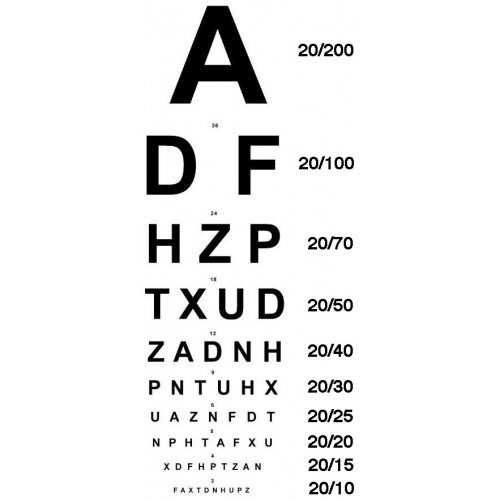 A 20/200
36
D F 20/100
24
H Z P 20/70
18
T X U D 20/50
12
Z A D N H 20/40
9
P N T U H X 20/30
6
U A Z N F D T 20/25
5
N P H T A F X U 20/20
4
X D F H P T Z A N 20/15
3
F A X T D N H U P Z 20/10